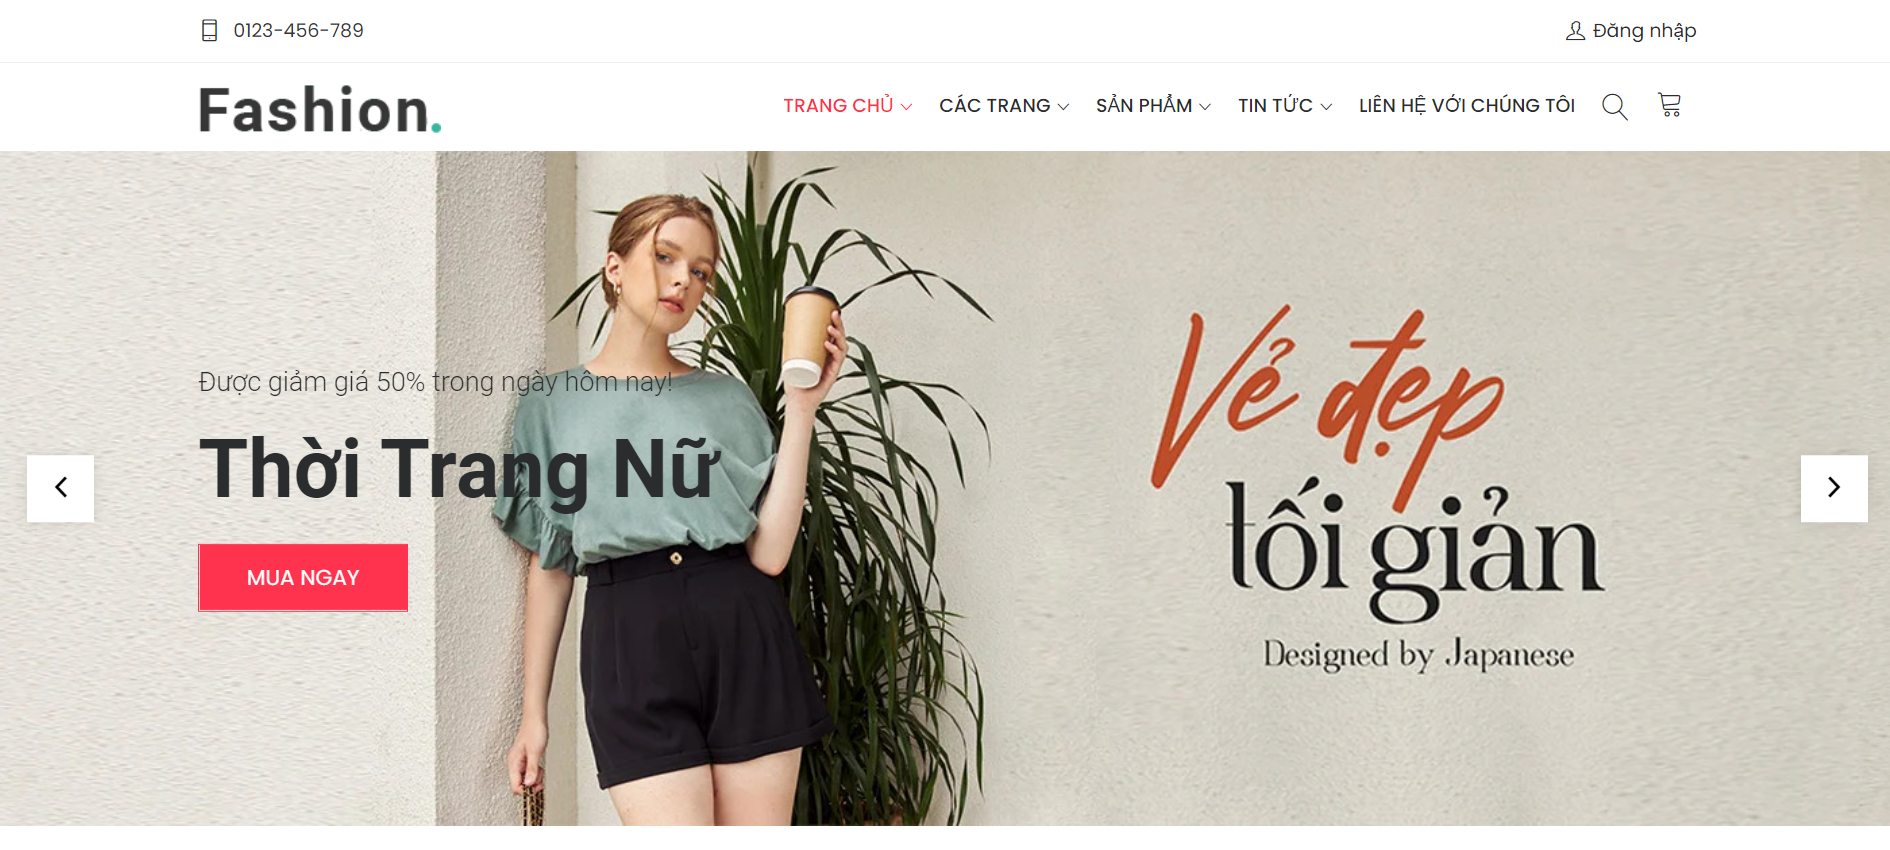 0123-456-789
Đăng nhập
Fashion.
TRANG CHỦ
CÁC TRANG
SẢN PHẨM
TIN TỨC
LIÊN HỆ VỚI CHÚNG TÔI
Được giảm giá 50% trong ngày hôm nay!
Thời Trang Nữ
MUA NGAY
Vẻ đẹp
tối giản
Designed by Japanese